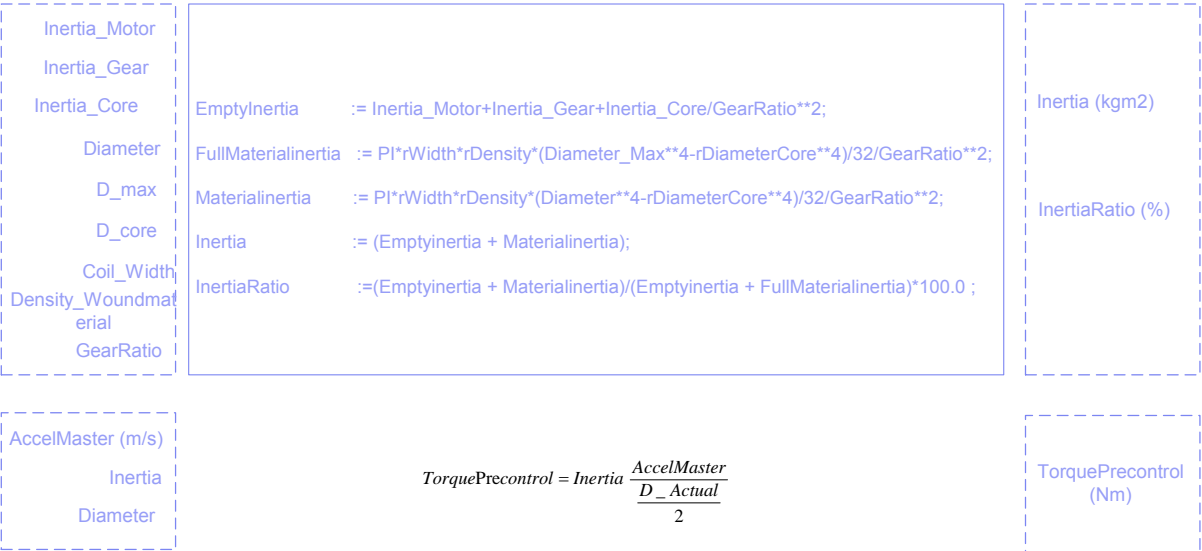 Inertia_Motor
Inertia_Gear
Inertia_Core
Diameter
D_max
D_core
Coil_Width
Density_Woundmat
erial
GearRatio
EmptyInertia := Inertia_Motor+Inertia_Gear+Inertia_Core/GearRatio**2;
FullMaterialinertia := PI*rWidth*rDensity*(Diameter_Max**4-rDiameterCore**4)/32/GearRatio**2;
Materialinertia := PI*rWidth*rDensity*(Diameter**4-rDiameterCore**4)/32/GearRatio**2;
Inertia := (Emptyinertia + Materialinertia);
InertiaRatio :=(Emptyinertia + Materialinertia)/(Emptyinertia + FullMaterialinertia)*100.0 ;
Inertia (kgm2)
InertiaRatio (%)
AccelMaster (m/s)
Inertia
Diameter
TorquePrecontrol = Inertia
AccelMaster
D _ Actual
2
TorquePrecontrol
(Nm)